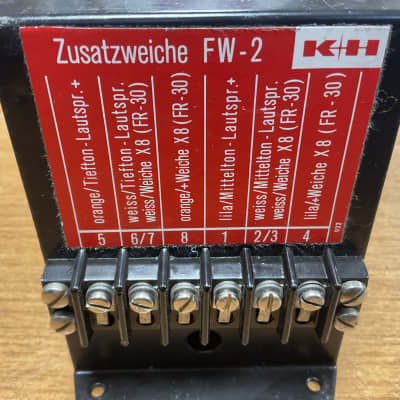 Zusatzweiche FW-2
K+H
orange/Tiefton-Lautspr.+
weiss/Tiefton-Lautspr.
weiss/Weiche X8 (FR-30)
orange/+Weiche X8 (FR-30)
lila/Mittelton-Lautspr.+
weiss/Mittelton-Lautspr.
weiss/Weiche X8 (FR-30)
lila/+Weiche X8 (FR-30)
5 6/7 8 1 2/3 4